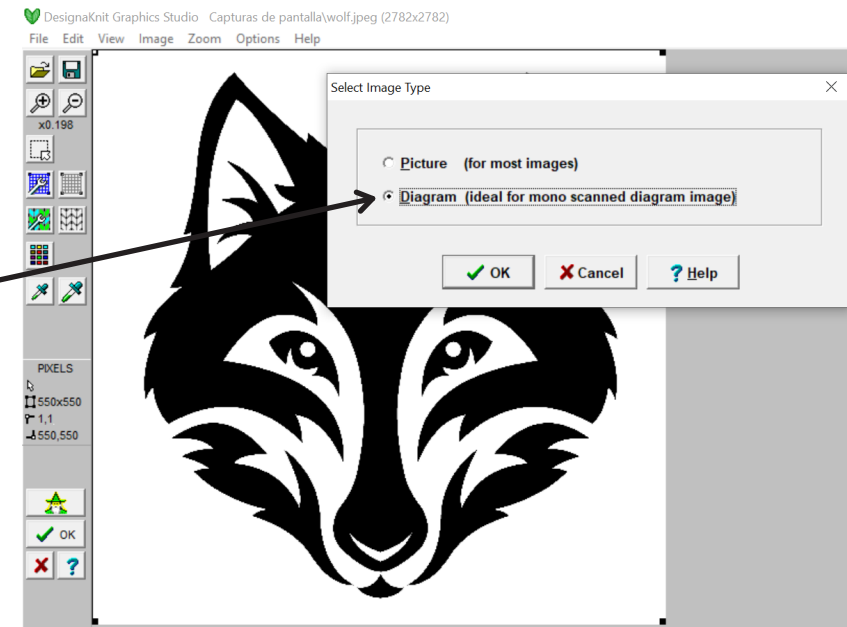 DesignaKnit Graphics Studio Capturas de pantalla\wolf.jpeg (2782x2782)
File Edit View Image Zoom Options Help
Select Image Type
x0.198
Picture (for most images)
Diagram (ideal for mono scanned diagram image)
OK Cancel ? Help
PIXELS
550x550
1,1
550,550
OK
?